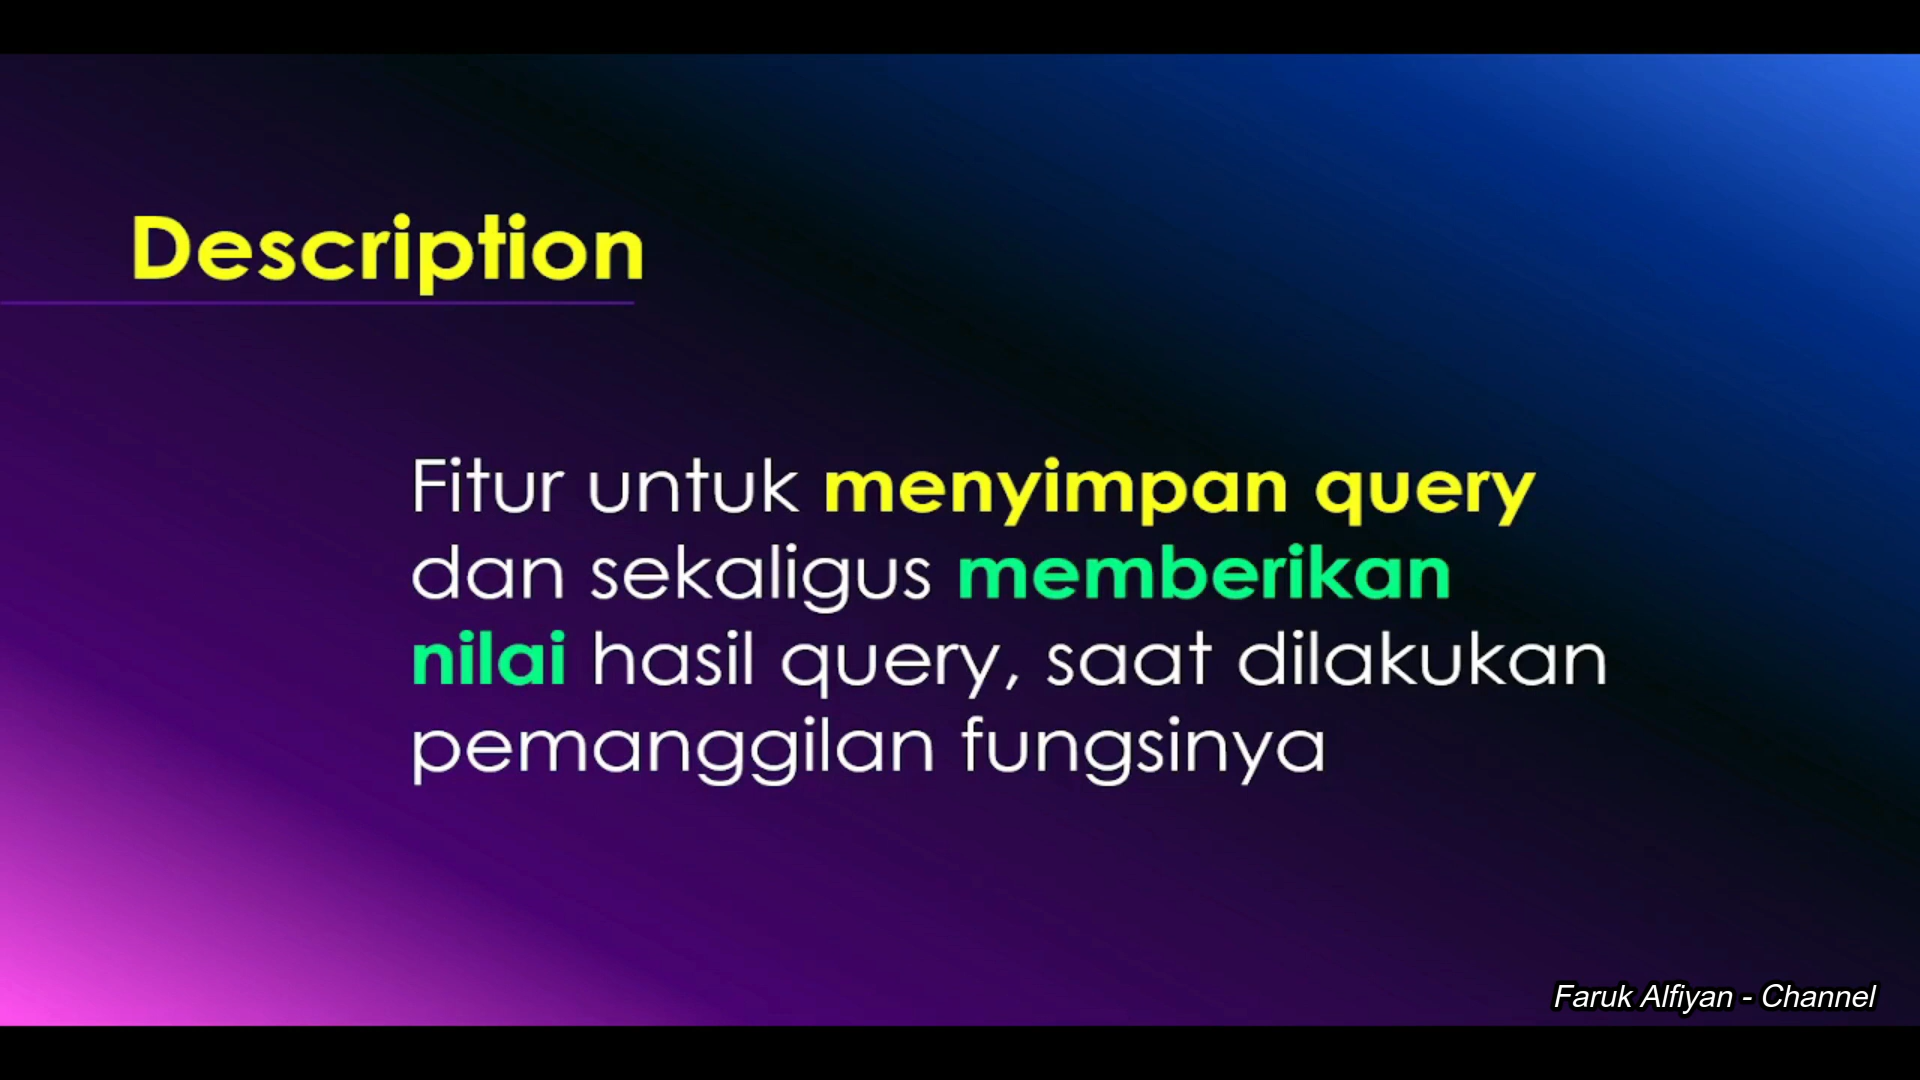 Description
Fitur untuk menyimpan query
dan sekaligus memberikan
nilai hasil query, saat dilakukan
pemanggilan fungsinya
Faruk Alfiyan - Channel